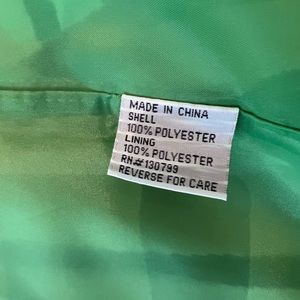 MADE IN CHINA
SHELL
100% POLYESTER
LINING
100% POLYESTER
RN#130799
REVERSE FOR CARE